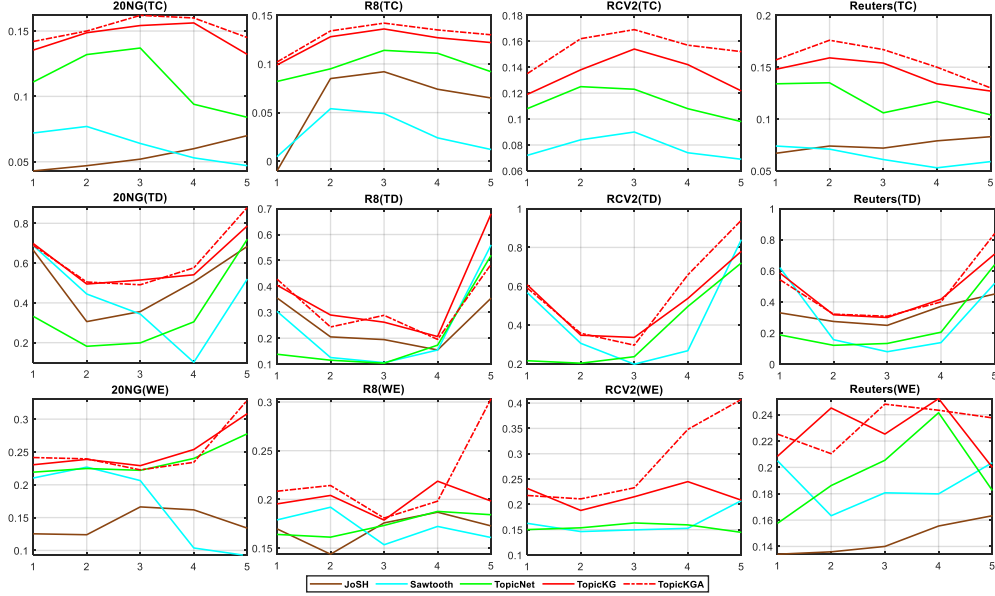 20NG(TC) R8(TC) RCV2(TC) Reuters(TC)
0.15 0.15 0.18 0.2
0.16
0.1 0.14 0.15
0.1 0.12
0.05 0.1 0.1
0.08
0.05 0 0.06 0.05
1 2 3 4 5 1 2 3 4 5 1 2 3 4 5 1 2 3 4 5
20NG(TD) R8(TD) RCV2(TD) Reuters(TD)
0.7 1 1
0.8 0.6 0.8 0.8
0.6 0.5 0.6
0.4 0.6
0.4 0.3 0.4 0.4
0.2 0.2 0.2
0.1 0.2 0
1 2 3 4 5 1 2 3 4 5 1 2 3 4 5 1 2 3 4 5
20NG(WE) R8(WE) RCV2(WE) Reuters(WE)
0.3 0.3 0.4 0.24
0.35 0.22
0.25 0.25 0.3 0.2
0.2 0.25 0.18
0.15 0.2 0.2 0.16
0.15
0.1 0.15 0.1 0.14
1 2 3 4 5 1 2 3 4 5 1 2 3 4 5 1 2 3 4 5
JoSH Sawtooth TopicNet TopicKG TopicKGA